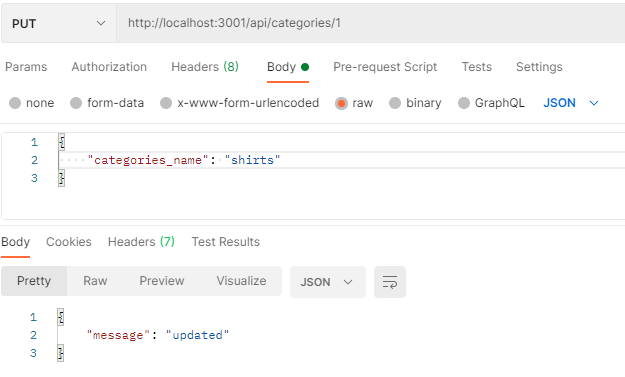 PUT http://localhost:3001/api/categories/1
Params Authorization Headers (8) Body Pre-request Script Tests Settings
none form-data x-www-form-urlencoded raw binary GraphQL JSON
1 {
2 "categories_name": "shirts"
3 }
Body Cookies Headers (7) Test Results
Pretty Raw Preview Visualize JSON
1 {
2 "message": "updated"
3 }